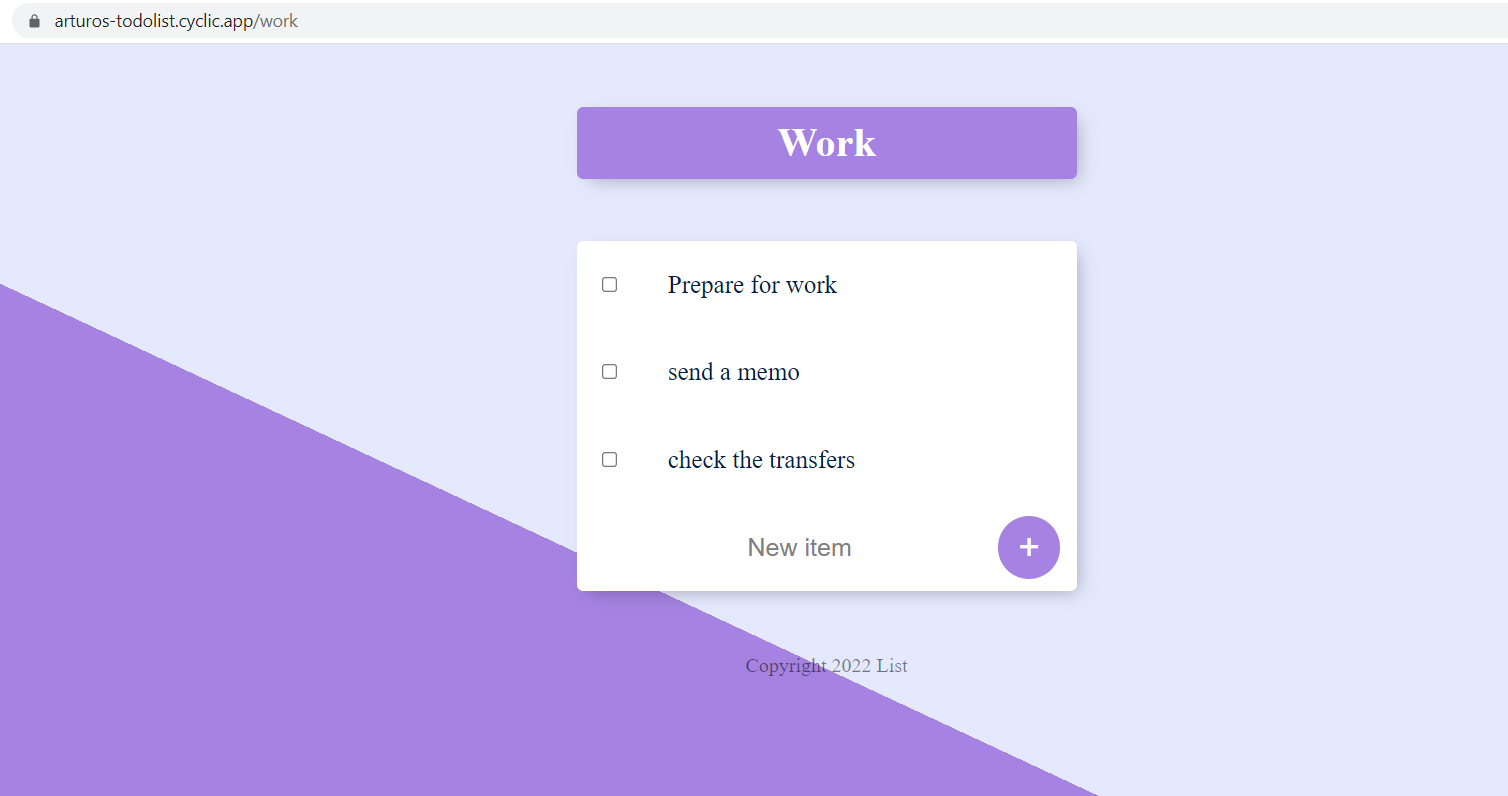 arturos-todolist.cyclic.app/work
Work
Prepare for work
send a memo
check the transfers
New item +
Copyright 2022 List